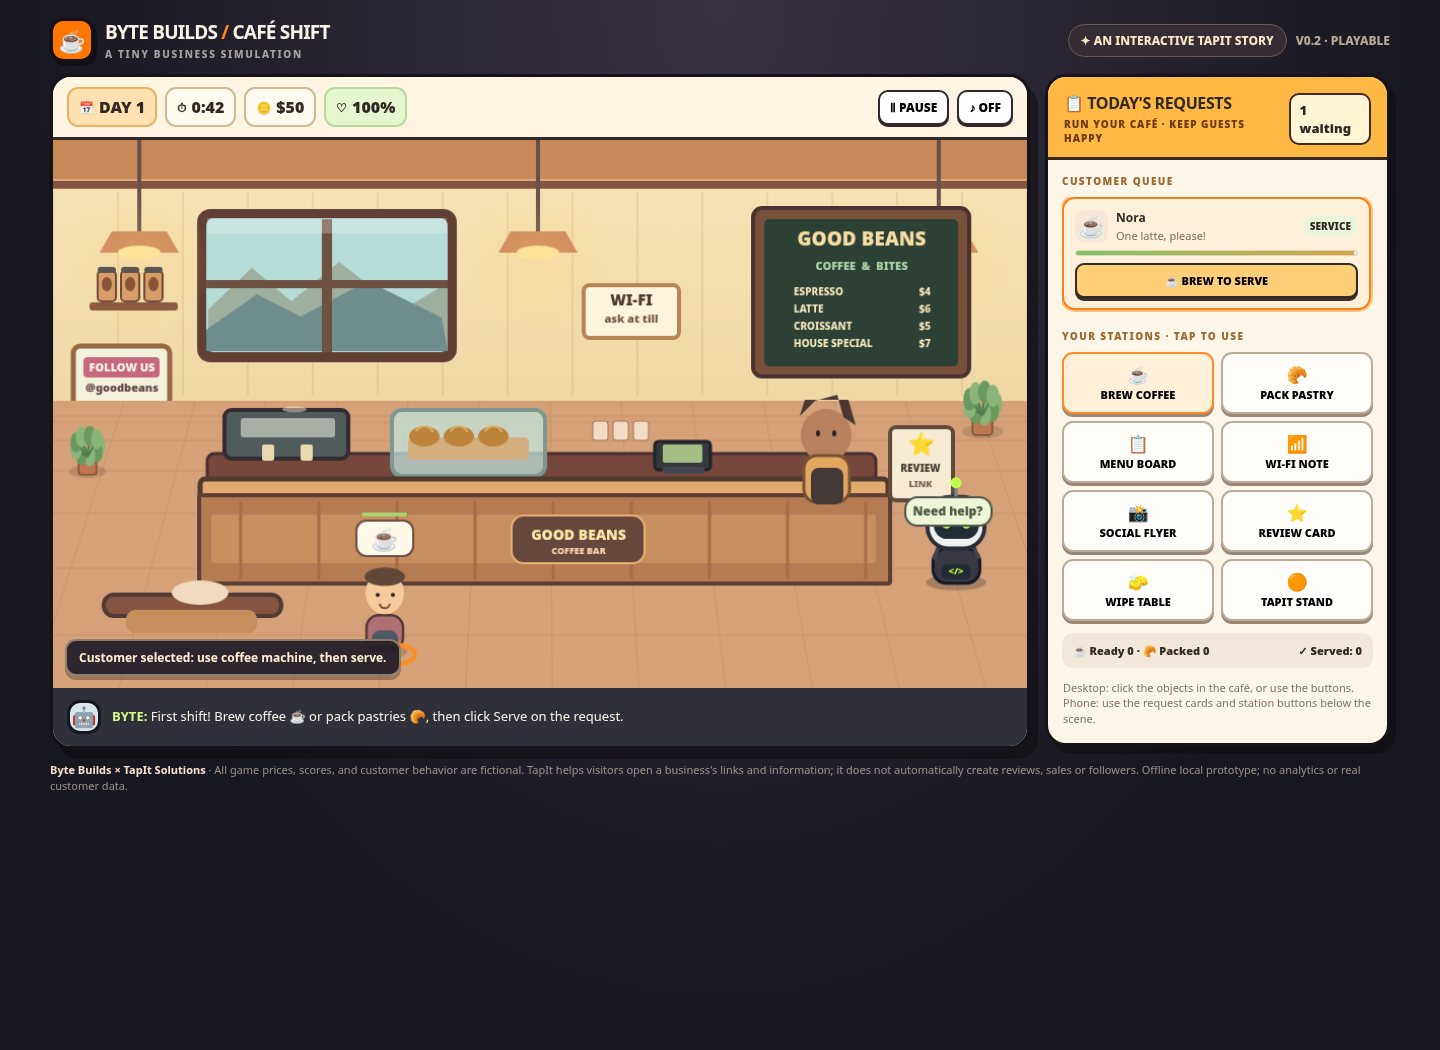 BYTE BUILDS / CAFÉ SHIFT
A TINY BUSINESS SIMULATION
✦ AN INTERACTIVE TAPIT STORY
V0.2 · PLAYABLE
DAY 1
0:42
$50
♡ 100%
PAUSE
♪ OFF
GOOD BEANS
COFFEE & BITES
ESPRESSO $4
LATTE $6
CROISSANT $5
HOUSE SPECIAL $7
WI-FI
ask at till
FOLLOW US
@goodbeans
REVIEW
LINK
Need help?
</>
GOOD BEANS
COFFEE BAR
Customer selected: use coffee machine, then serve.
BYTE: First shift! Brew coffee ☕ or pack pastries 🥐, then click Serve on the request.
📋 TODAY'S REQUESTS
RUN YOUR CAFÉ · KEEP GUESTS
HAPPY
1
waiting
CUSTOMER QUEUE
Nora
One latte, please!
SERVICE
☕ BREW TO SERVE
YOUR STATIONS · TAP TO USE
BREW COFFEE
PACK PASTRY
MENU BOARD
WI-FI NOTE
SOCIAL FLYER
REVIEW CARD
WIPE TABLE
TAPIT STAND
☕ Ready 0 · 🥐 Packed 0
✓ Served: 0
Desktop: click the objects in the café, or use the buttons.
Phone: use the request cards and station buttons below the
scene.
Byte Builds × TapIt Solutions · All game prices, scores, and customer behavior are fictional. TapIt helps visitors open a business's links and information; it does not automatically create reviews, sales or followers. Offline local prototype; no analytics or real
customer data.